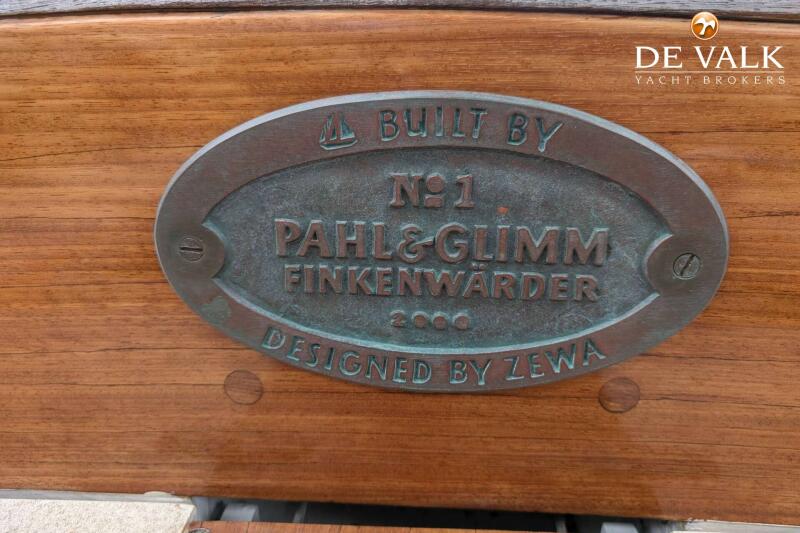 DE VALK
YACHT BROKERS
BUILT BY
No 1
PAHL&GLIMM
FINKENWÄRDER
2000
DESIGNED BY ZEWA